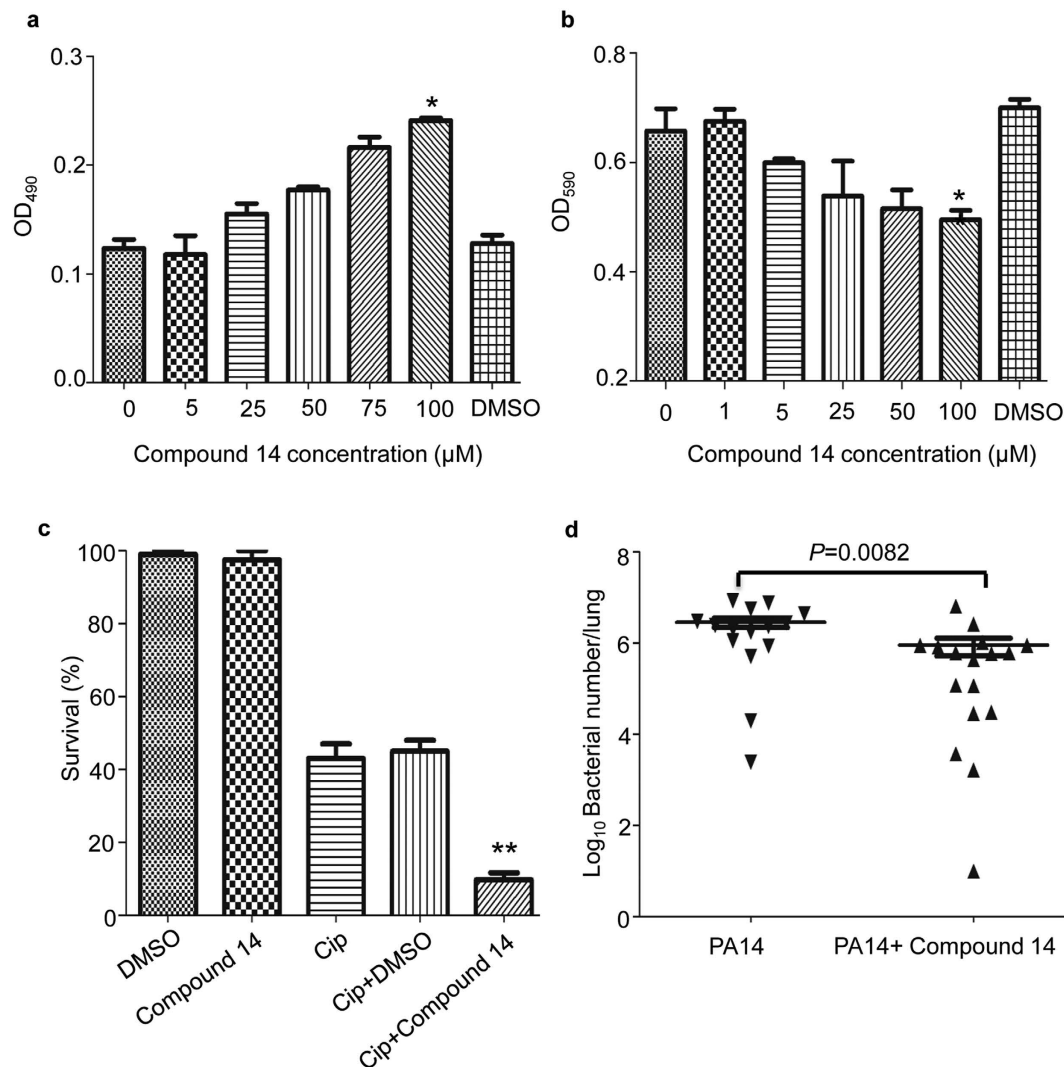 a
0.3
0.2
0.1
0.0
OD490
*
0 5 25 50 75 100 DMSO
Compound 14 concentration (µM)
b
0.8
0.6
0.4
0.2
OD590
*
0 1 5 25 50 100 DMSO
Compound 14 concentration (µM)
c
100
80
60
40
20
0
Survival (%)
**
DMSO
Compound 14
Cip
Cip+DMSO
Cip+Compound 14
d
P=0.0082
8
6
4
2
0
Log10 Bacterial number/lung
PA14 PA14+ Compound 14